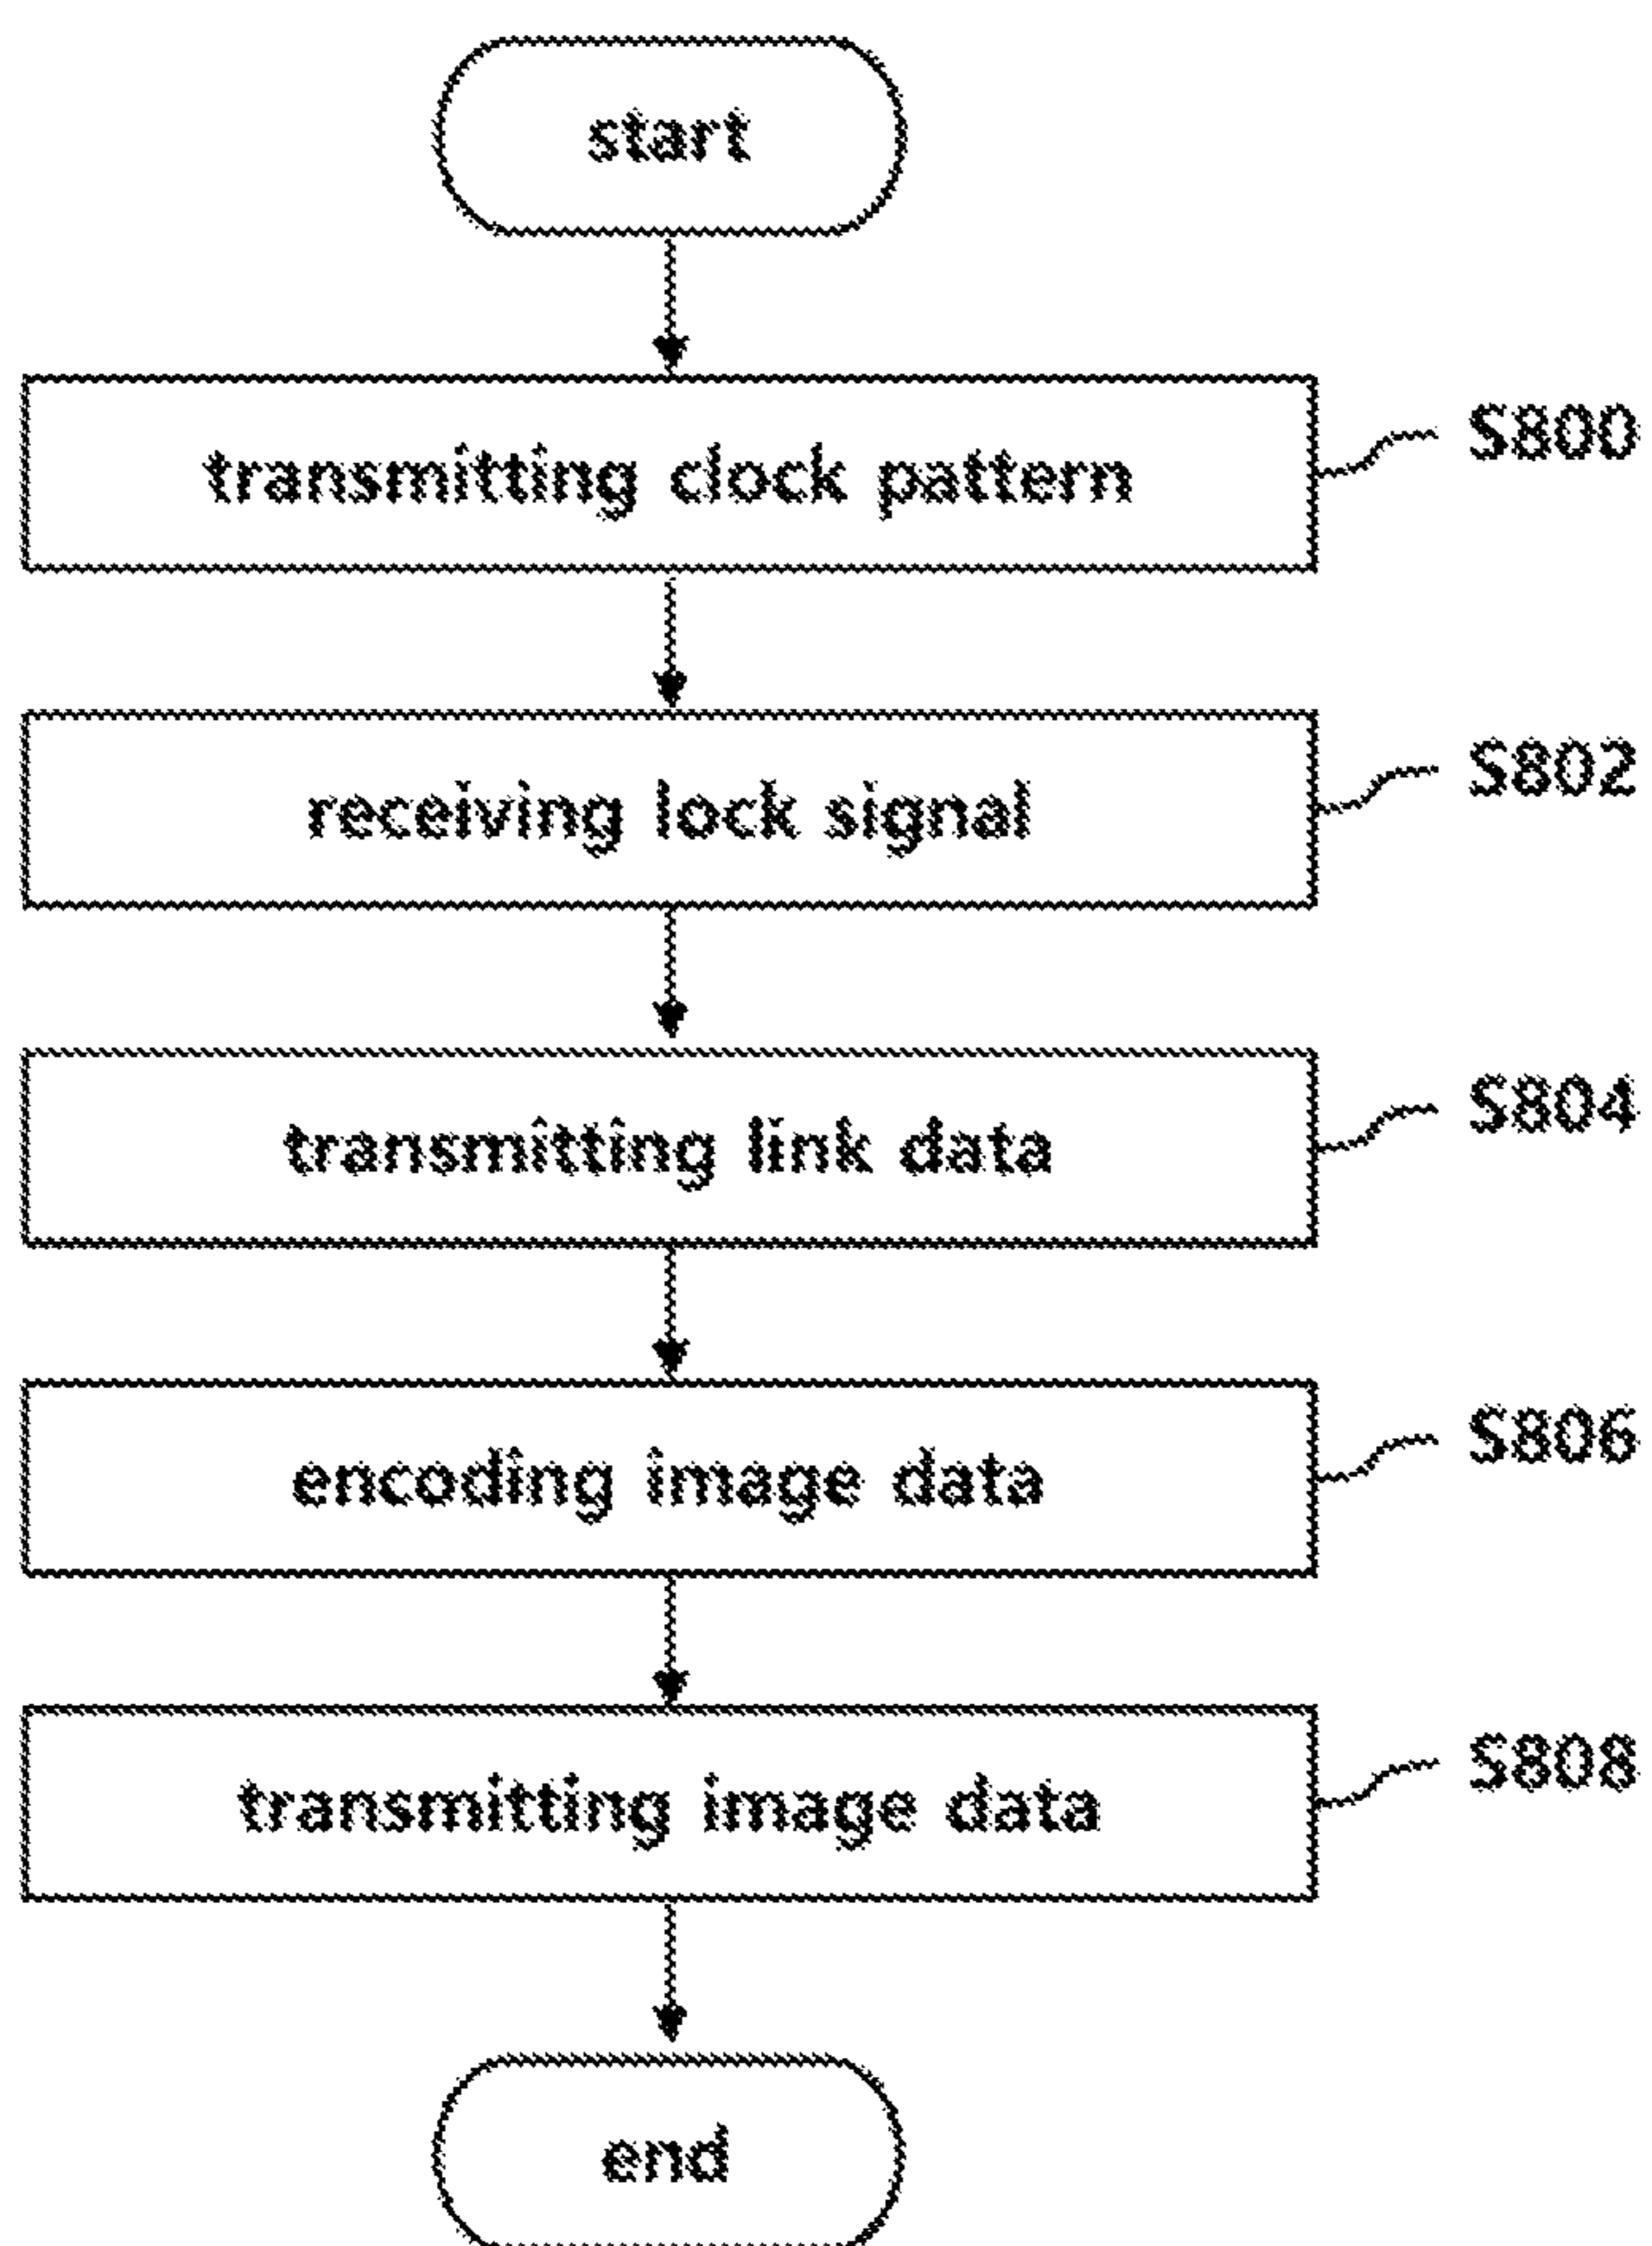 start
transmitting clock pattern
S800
receiving lock signal
S802
transmitting link data
S804
encoding image data
S806
transmitting image data
S808
end